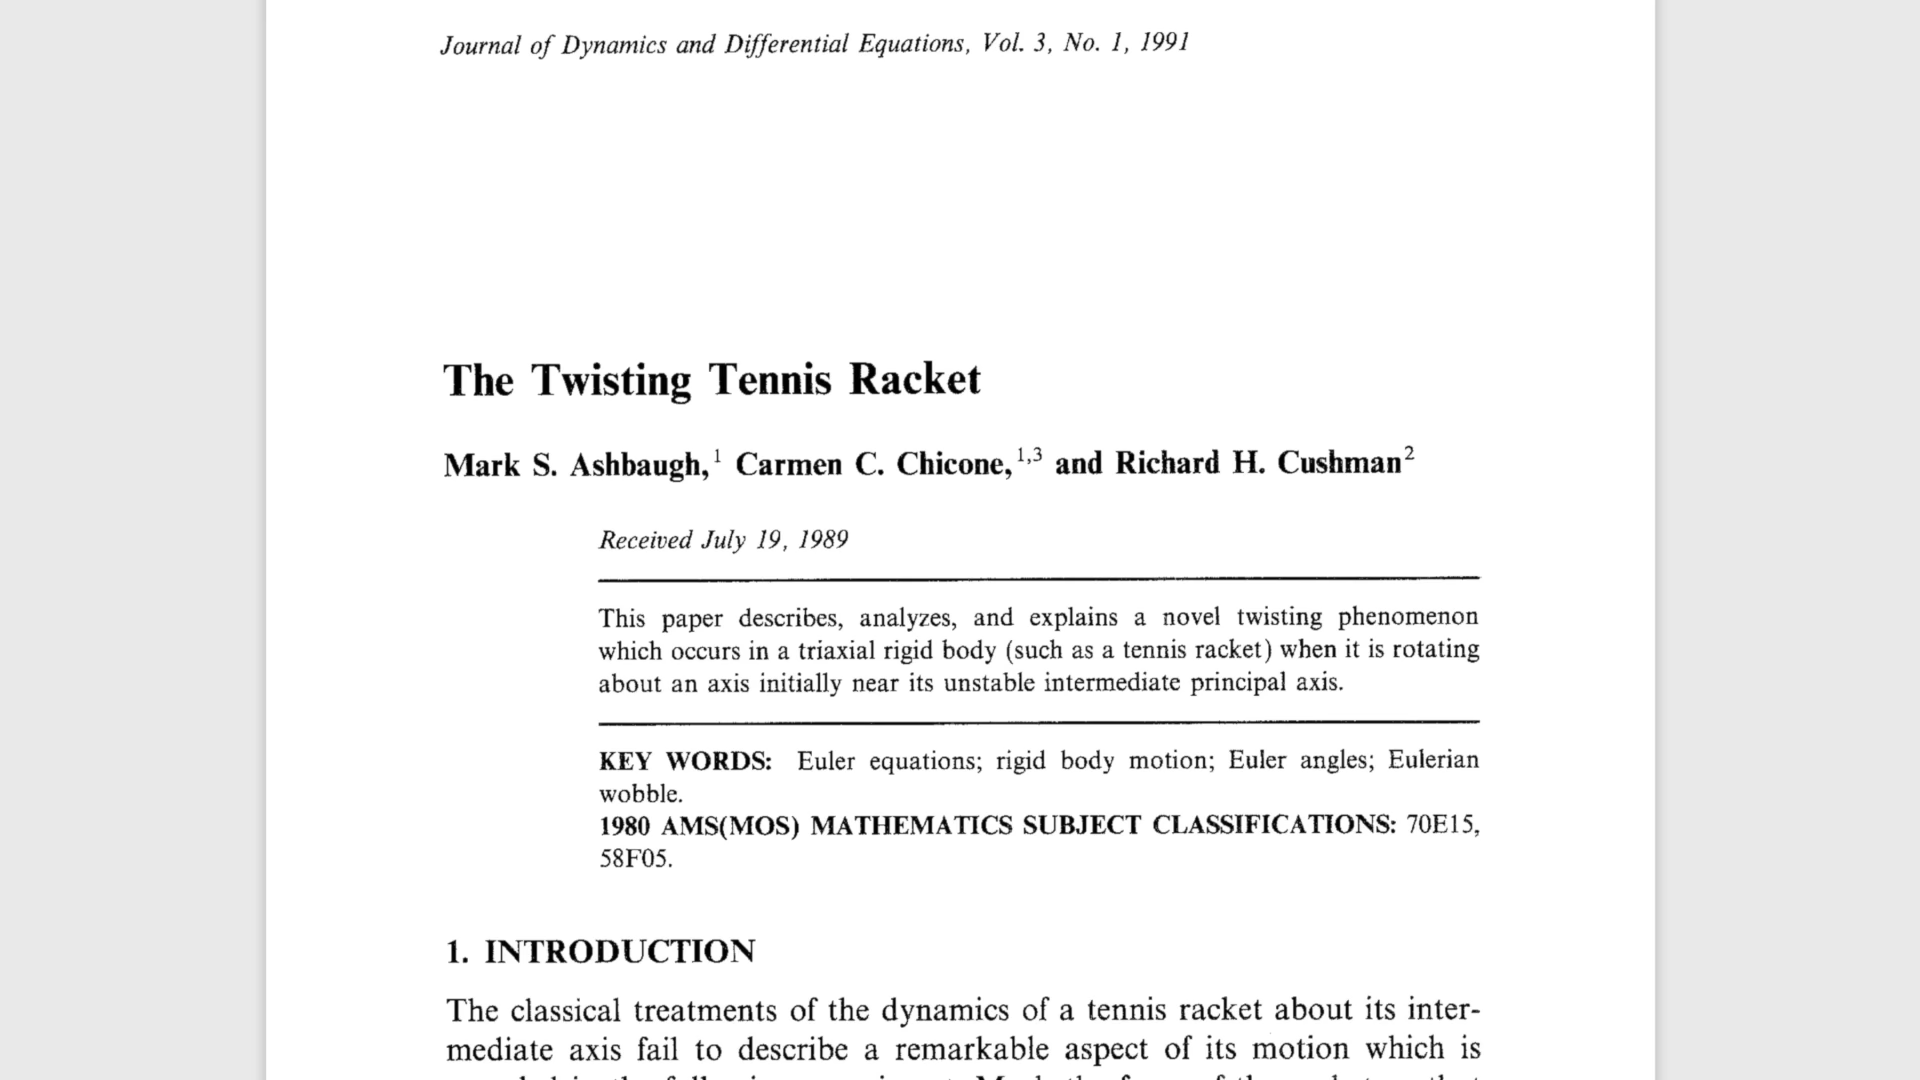 Journal of Dynamics and Differential Equations, Vol. 3, No. 1, 1991
The Twisting Tennis Racket
Mark S. Ashbaugh,1 Carmen C. Chicone,1,3 and Richard H. Cushman2
Received July 19, 1989
This paper describes, analyzes, and explains a novel twisting phenomenon
which occurs in a triaxial rigid body (such as a tennis racket) when it is rotating
about an axis initially near its unstable intermediate principal axis.
KEY WORDS: Euler equations; rigid body motion; Euler angles; Eulerian
wobble.
1980 AMS(MOS) MATHEMATICS SUBJECT CLASSIFICATIONS: 70E15,
58F05.
1. INTRODUCTION
The classical treatments of the dynamics of a tennis racket about its inter-
mediate axis fail to describe a remarkable aspect of its motion which is